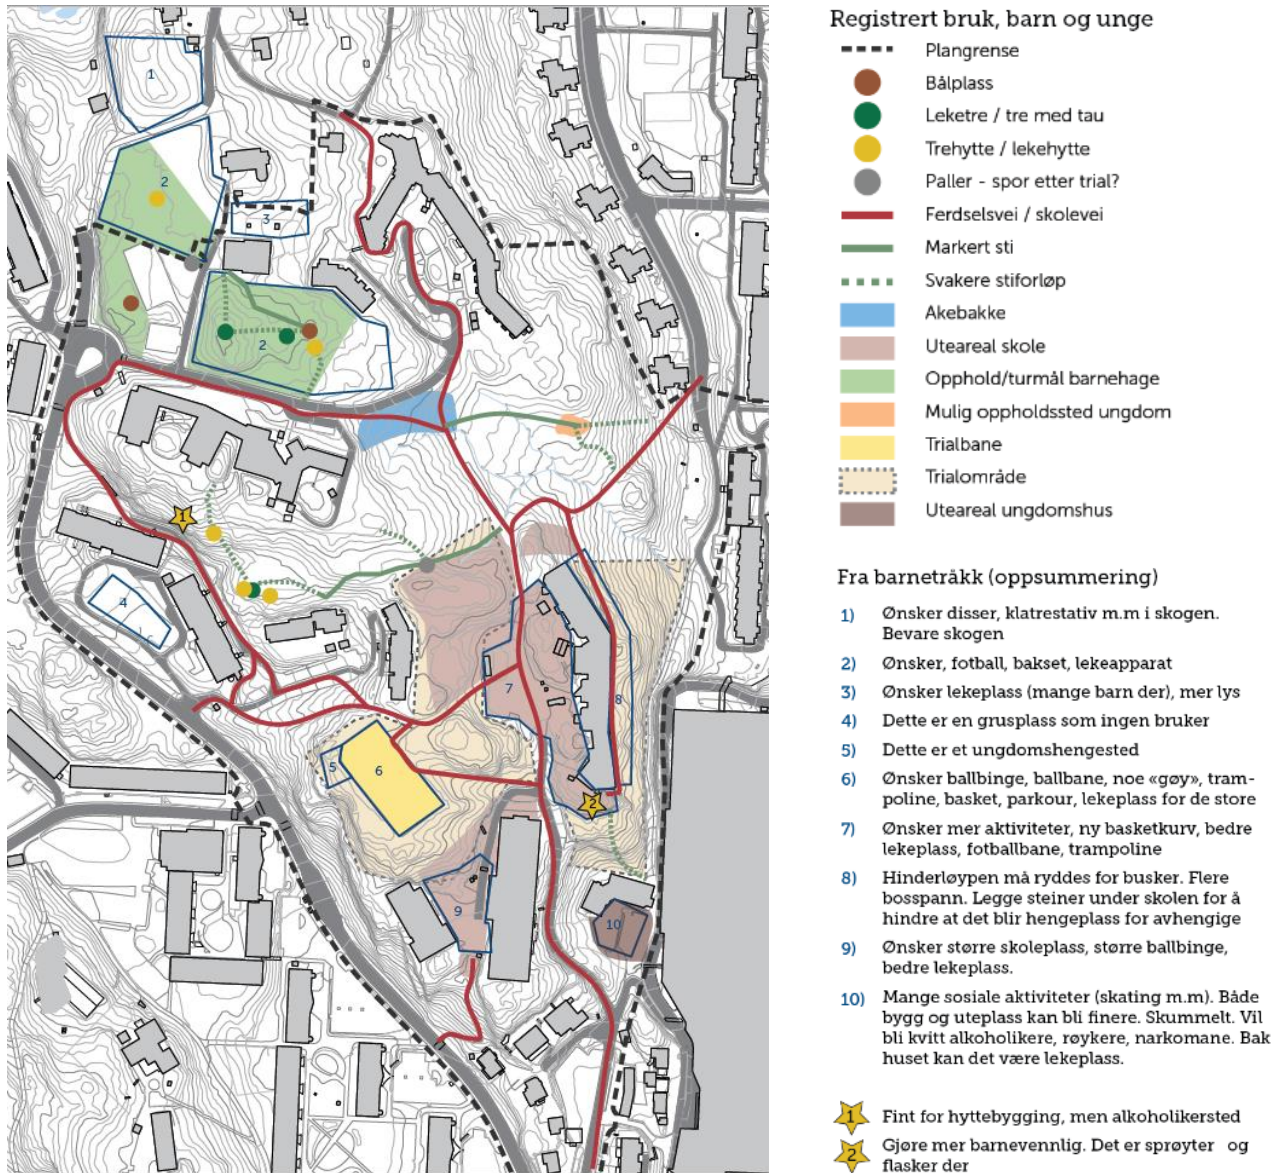 Registrert bruk, barn og unge
Plangrense
Bålplass
Leketre / tre med tau
Trehytte / lekehytte
Paller - spor etter trial?
Ferdselsvei / skolevei
Markert sti
Svakere stiforløp
Akebakke
Uteareal skole
Opphold/turmål barnehage
Mulig oppholdssted ungdom
Trialbane
Trialområde
Uteareal ungdomshus
Fra barnetråkk (oppsummering)
1) Ønsker disser, klatrestativ m.m i skogen.
Bevare skogen
2) Ønsker, fotball, bakset, lekeapparat
3) Ønsker lekeplass (mange barn der), mer lys
4) Dette er en grusplass som ingen bruker
5) Dette er et ungdomshengested
6) Ønsker ballbinge, ballbane, noe «gøy», tram-
poline, basket, parkour, lekeplass for de store
7) Ønsker mer aktiviteter, ny basketkurv, bedre
lekeplass, fotballbane, trampoline
8) Hinderløypen må ryddes for busker. Flere
bosspann. Legge steiner under skolen for å
hindre at det blir hengeplass for avhengige
9) Ønsker større skoleplass, større ballbinge,
bedre lekeplass.
10) Mange sosiale aktiviteter (skating m.m). Både
bygg og uteplass kan bli finere. Skummelt. Vil
bli kvitt alkoholikere, røykere, narkomane. Bak
huset kan det være lekeplass.
1 Fint for hyttebygging, men alkoholikersted
2 Gjøre mer barnevennlig. Det er sprøyter og
flasker der
1
2
3
2
1
4
7
8
5
6
2
9
10